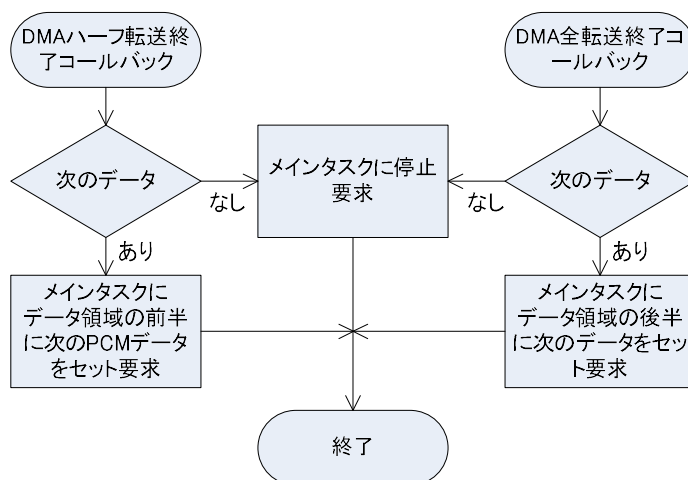 DMAハーフ転送終
了コールバック
DMA全転送終了コ
ールバック
次のデータ
メインタスクに停止
要求
次のデータ
なし
なし
あり
あり
メインタスクに
データ領域の前半
に次のPCMデータ
をセット要求
メインタスクに
データ領域の後半
に次のデータをセッ
ト要求
終了